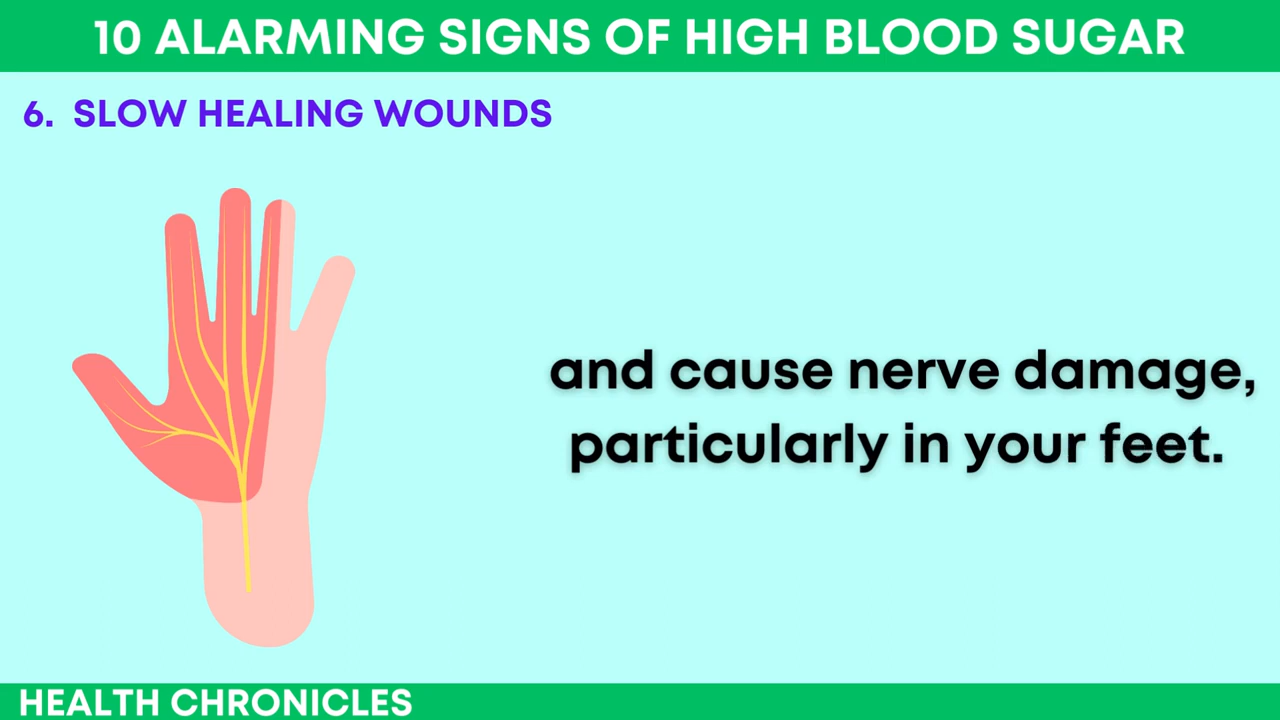 10 ALARMING SIGNS OF HIGH BLOOD SUGAR
6. SLOW HEALING WOUNDS
and cause nerve damage,
particularly in your feet.
HEALTH CHRONICLES